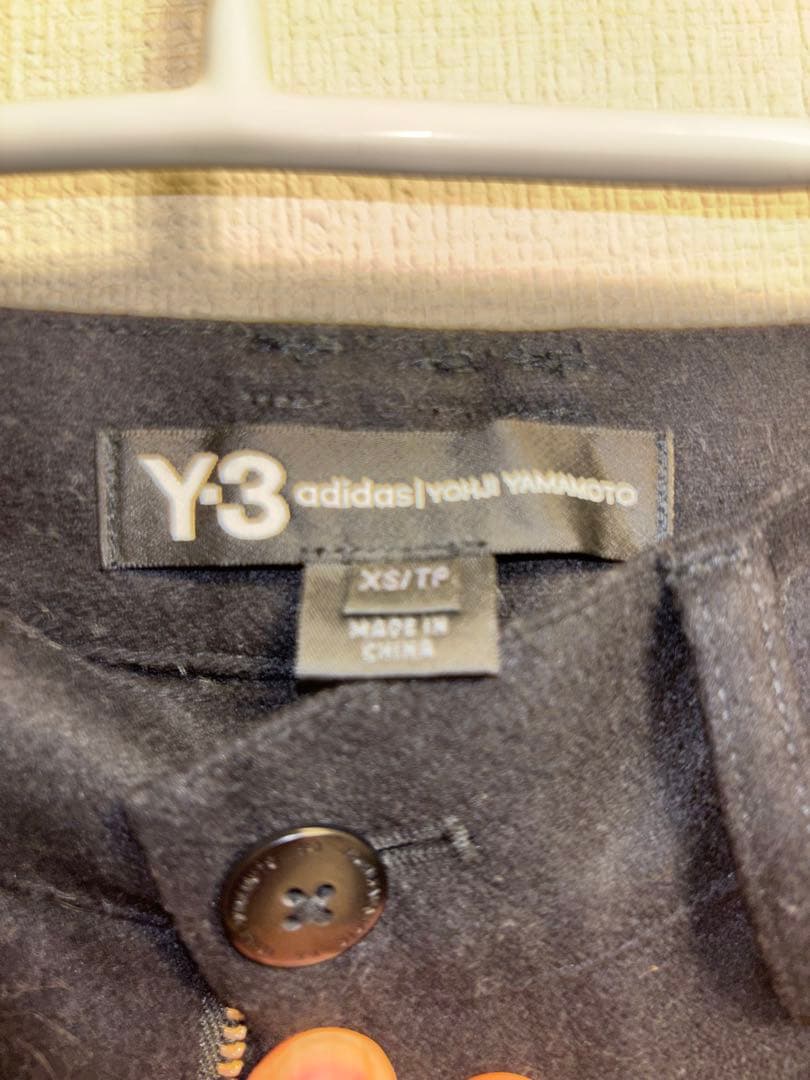 Y-3 adidas | YOHJI YAMAMOTO
XS/TP
MADE IN
CHINA